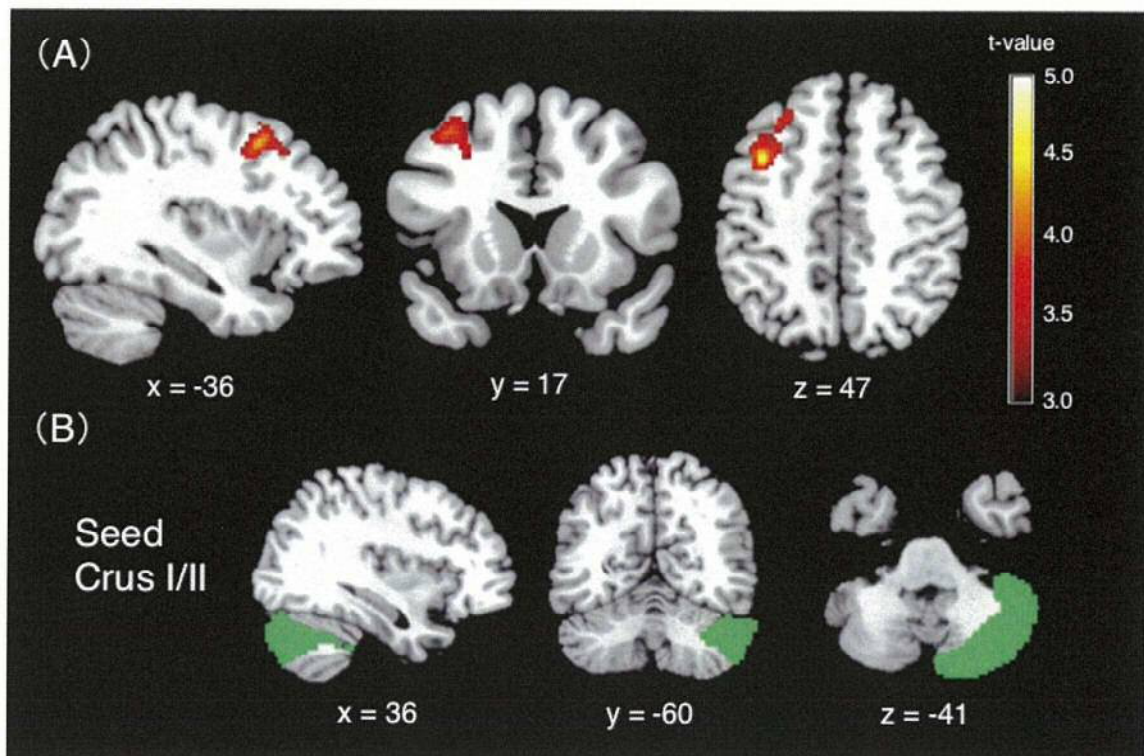 (A)
t-value
5.0
4.5
4.0
3.5
3.0
x = -36
y = 17
z = 47
(B)
Seed
Crus I/II
x = 36
y = -60
z = -41